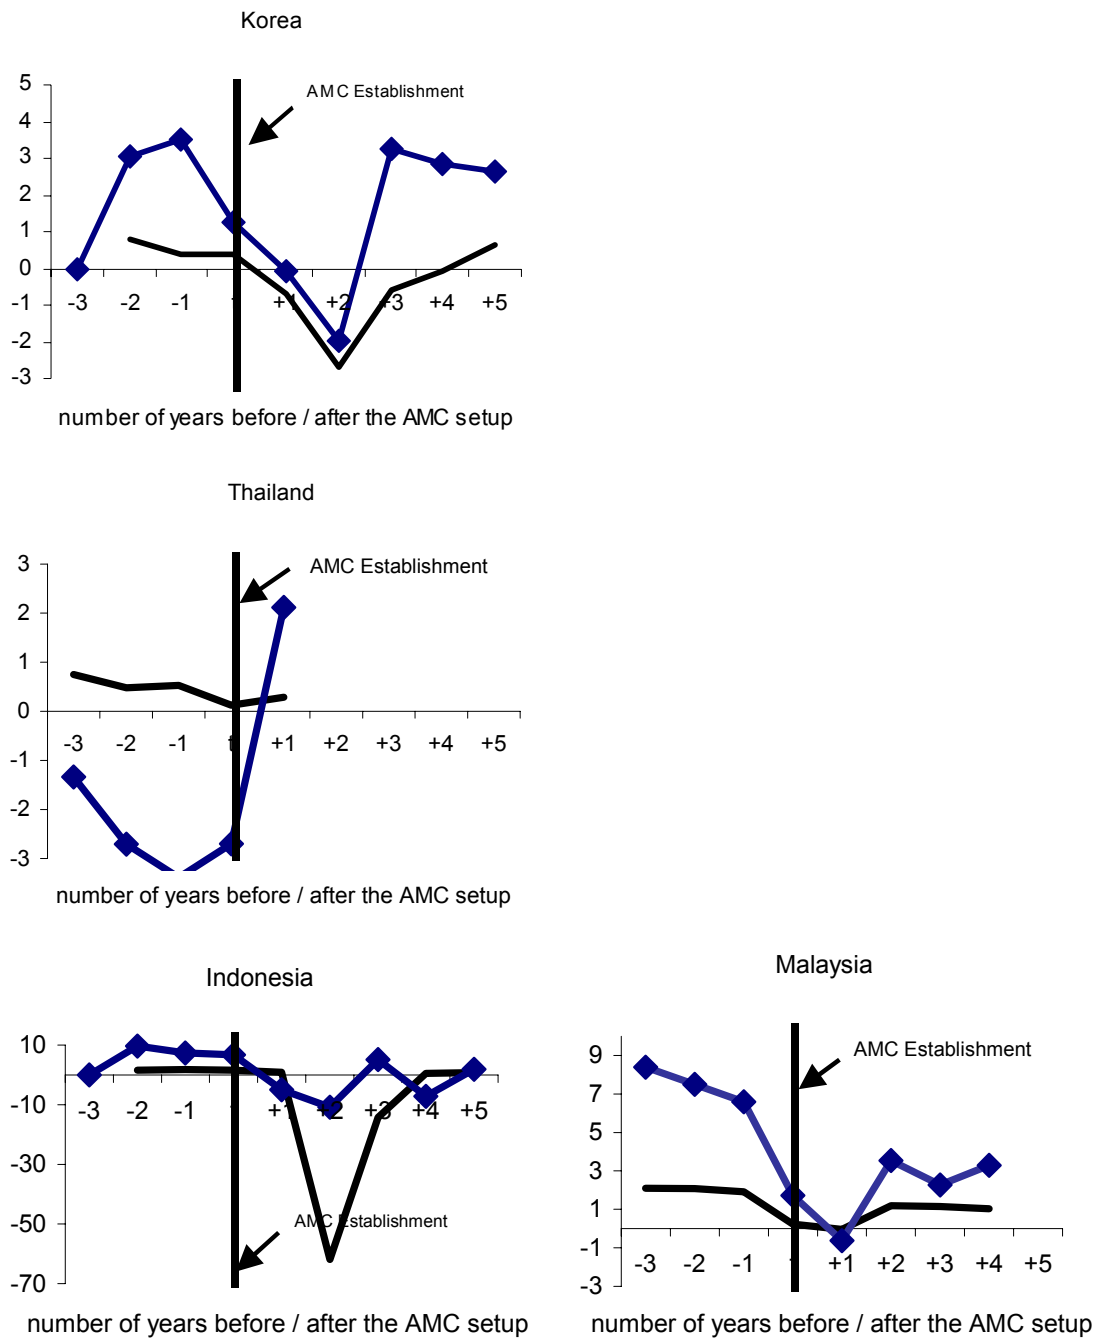 Korea
5
AMC Establishment
4
3
2
1
0
-3 -2 -1 +1 +2 +3 +4 +5
-1
-2
-3
number of years before / after the AMC setup
Thailand
3
AMC Establishment
2
1
0
-3 -2 -1 t +1 +2 +3 +4 +5
-1
-2
-3
number of years before / after the AMC setup
Indonesia
10
-10
-3 -2 -1 +1 +2 +3 +4 +5
-30
-50
AMC Establishment
-70
number of years before / after the AMC setup
Malaysia
9
AMC Establishment
7
5
3
1
-1
-3 -2 -1 +1 +2 +3 +4 +5
-3
number of years before / after the AMC setup